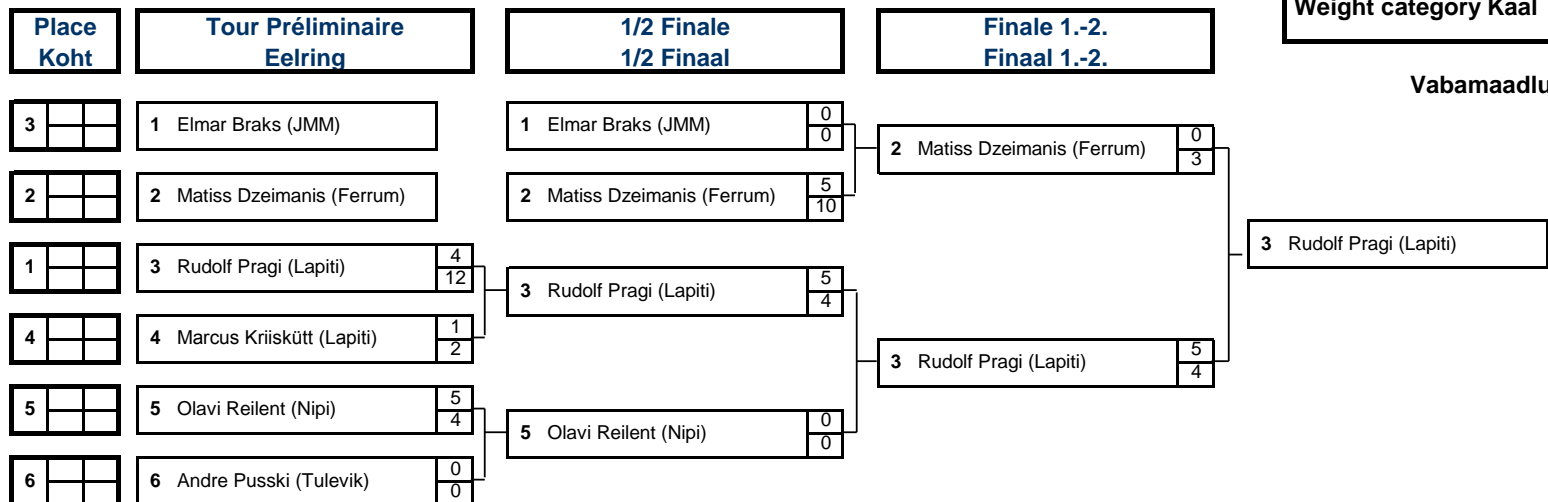 Weight category Kaal
Place
Koht
Tour Préliminaire
Eelring
1/2 Finale
1/2 Finaal
Finale 1.-2.
Finaal 1.-2.
Vabamaadlu
3
1 Elmar Braks (JMM)
1 Elmar Braks (JMM)
0
0
2 Matiss Dzeimanis (Ferrum)
0
3
2
2 Matiss Dzeimanis (Ferrum)
2 Matiss Dzeimanis (Ferrum)
5
10
3 Rudolf Pragi (Lapiti)
1
3 Rudolf Pragi (Lapiti)
4
12
3 Rudolf Pragi (Lapiti)
5
4
4
4 Marcus Kriiskütt (Lapiti)
1
2
3 Rudolf Pragi (Lapiti)
5
4
5
5 Olavi Reilent (Nipi)
5
4
5 Olavi Reilent (Nipi)
0
0
6
6 Andre Pusski (Tulevik)
0
0